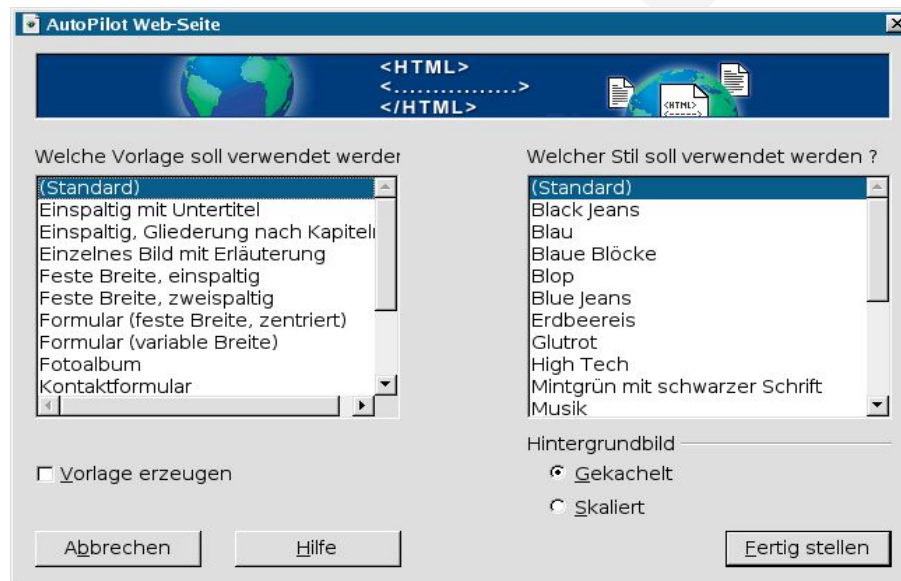 AutoPilot Web-Seite
<HTML>
<...............>
</HTML>
<HTML>
<----->
Welche Vorlage soll verwendet werder
(Standard)
Einspaltig mit Untertitel
Einspaltig, Gliederung nach Kapiteln
Einzelnes Bild mit Erläuterung
Feste Breite, einspaltig
Feste Breite, zweispaltig
Formular (feste Breite, zentriert)
Formular (variable Breite)
Fotoalbum
Kontaktformular
Vorlage erzeugen
Welcher Stil soll verwendet werden ?
(Standard)
Black Jeans
Blau
Blaue Blöcke
Blop
Blue Jeans
Erdbeereis
Glutrot
High Tech
Mintgrün mit schwarzer Schrift
Musik
Hintergrundbild
Gekachelt
Skaliert
Abbrechen
Hilfe
Fertig stellen